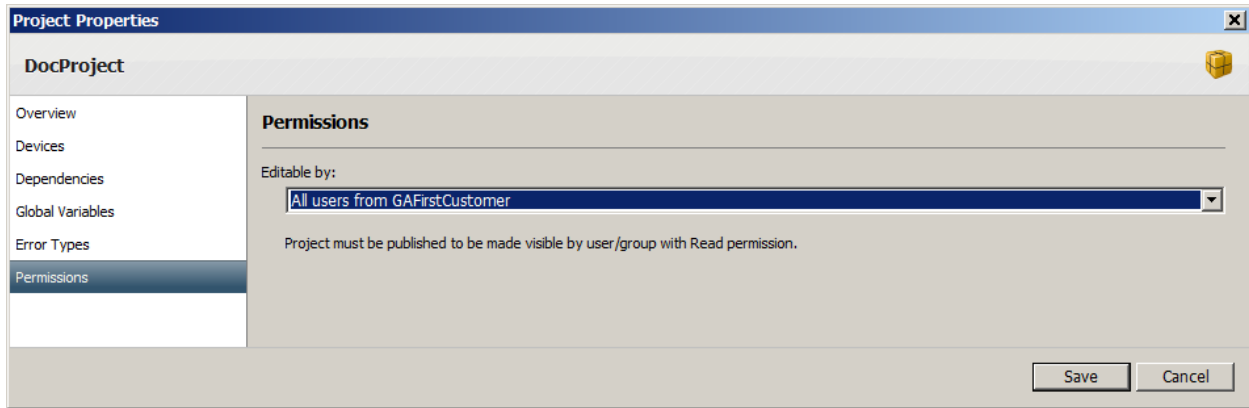 Project Properties
DocProject
Overview
Devices
Dependencies
Global Variables
Error Types
Permissions
Permissions
Editable by:
All users from GAFirstCustomer
Project must be published to be made visible by user/group with Read permission.
Save
Cancel